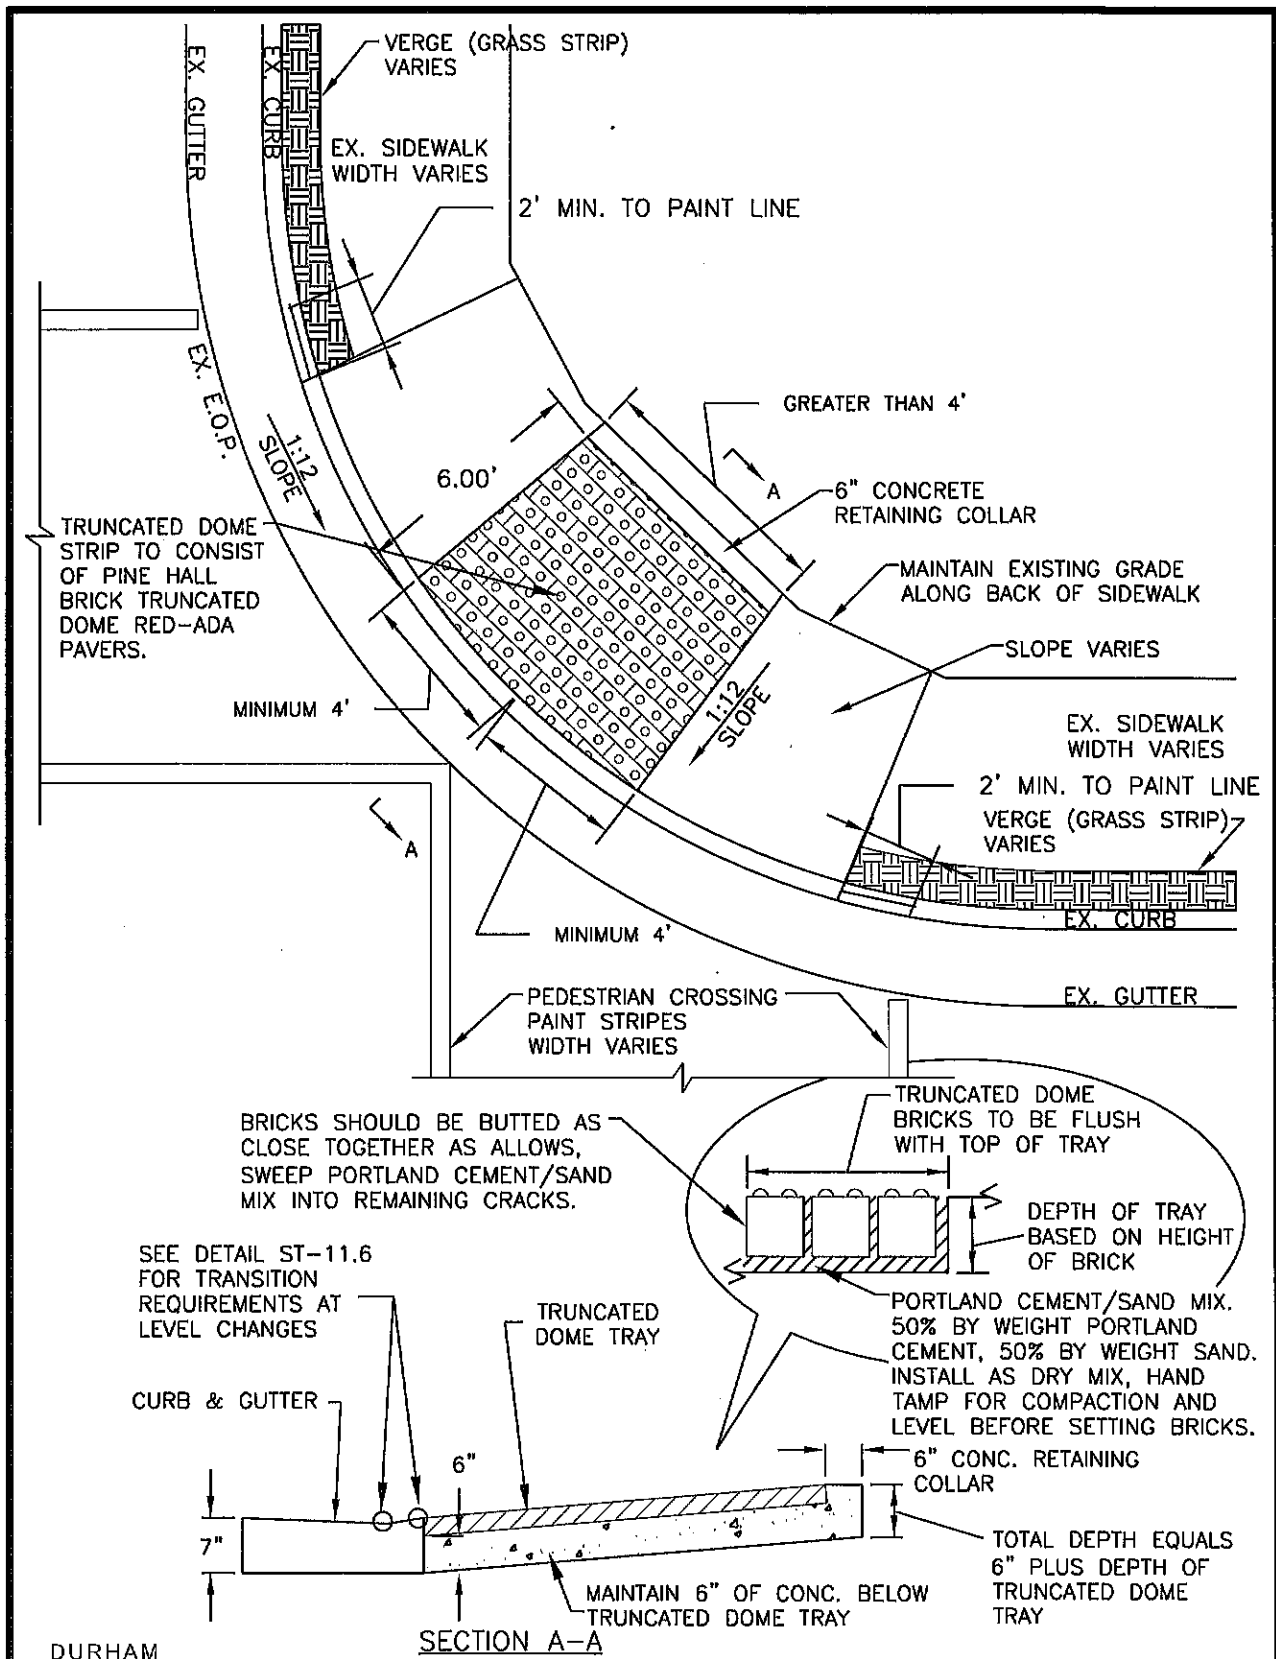 VERGE (GRASS STRIP)
VARIES
EX. GUTTER
EX. CURB
EX. SIDEWALK
WIDTH VARIES
2' MIN. TO PAINT LINE
EX. E.O.P.
1:12
SLOPE
GREATER THAN 4'
6.00'
A
6" CONCRETE
RETAINING COLLAR
TRUNCATED DOME
STRIP TO CONSIST
OF PINE HALL
BRICK TRUNCATED
DOME RED-ADA
PAVERS.
MAINTAIN EXISTING GRADE
ALONG BACK OF SIDEWALK
SLOPE VARIES
MINIMUM 4'
1:12
SLOPE
EX. SIDEWALK
WIDTH VARIES
2' MIN. TO PAINT LINE
VERGE (GRASS STRIP)
VARIES
A
EX. CURB
MINIMUM 4'
EX. GUTTER
PEDESTRIAN CROSSING
PAINT STRIPES
WIDTH VARIES
TRUNCATED DOME
BRICKS TO BE FLUSH
WITH TOP OF TRAY
BRICKS SHOULD BE BUTTED AS
CLOSE TOGETHER AS ALLOWS,
SWEEP PORTLAND CEMENT/SAND
MIX INTO REMAINING CRACKS.
DEPTH OF TRAY
BASED ON HEIGHT
OF BRICK
SEE DETAIL ST-11.6
FOR TRANSITION
REQUIREMENTS AT
LEVEL CHANGES
TRUNCATED
DOME TRAY
PORTLAND CEMENT/SAND MIX.
50% BY WEIGHT PORTLAND
CEMENT, 50% BY WEIGHT SAND.
INSTALL AS DRY MIX, HAND
TAMP FOR COMPACTION AND
LEVEL BEFORE SETTING BRICKS.
CURB & GUTTER
6"
6" CONC. RETAINING
COLLAR
7"
TOTAL DEPTH EQUALS
6" PLUS DEPTH OF
TRUNCATED DOME
TRAY
MAINTAIN 6" OF CONC. BELOW
TRUNCATED DOME TRAY
SECTION A-A
DURHAM